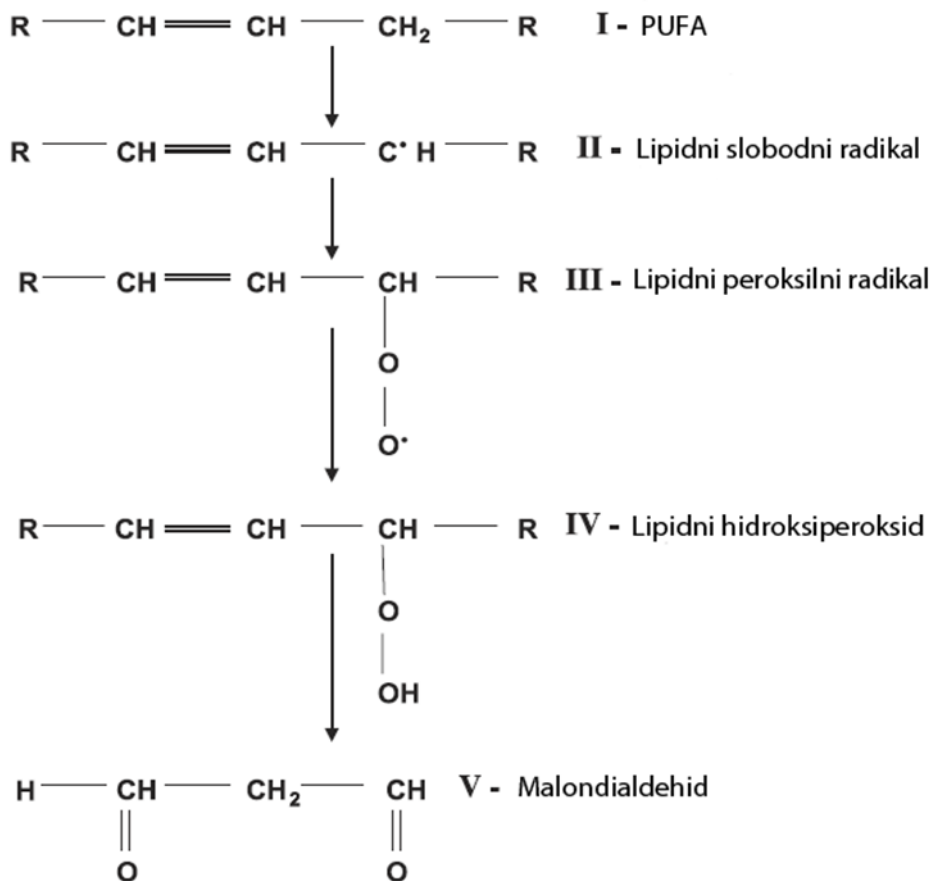 R CH CH CH₂ R I - PUFA
R CH CH C• H R II - Lipidni slobodni radikal
R CH CH CH R III - Lipidni peroksilni radikal
O
O•
R CH CH CH R IV - Lipidni hidroksiperoksid
O
OH
H CH CH₂ CH V - Malondialdehid
O O